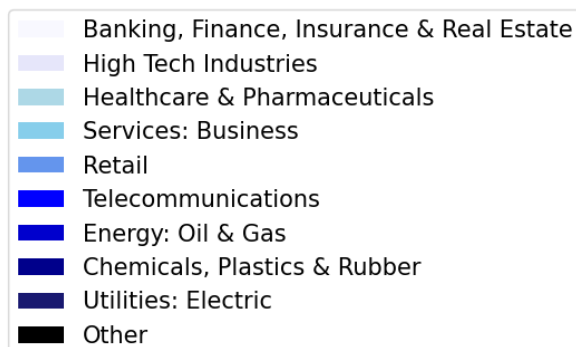 Banking, Finance, Insurance & Real Estate
High Tech Industries
Healthcare & Pharmaceuticals
Services: Business
Retail
Telecommunications
Energy: Oil & Gas
Chemicals, Plastics & Rubber
Utilities: Electric
Other